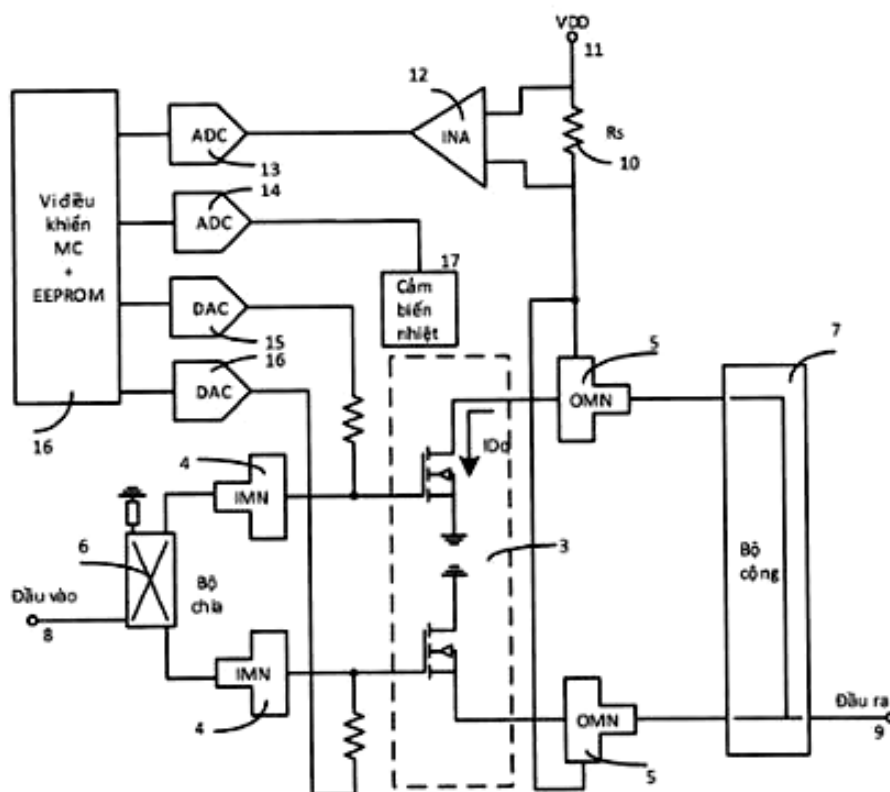 VDD
11
12
INA
Rs
10
ADC
13
14
ADC
Vi điều
khiển
MC
+
EEPROM
17
Cảm
biến
nhiệt
DAC
15
16
DAC
16
5
OMN
7
IDd
4
IMN
6
Bộ
chia
Đầu vào
8
3
Bộ
cộng
IMN
4
OMN
5
Đầu ra
9